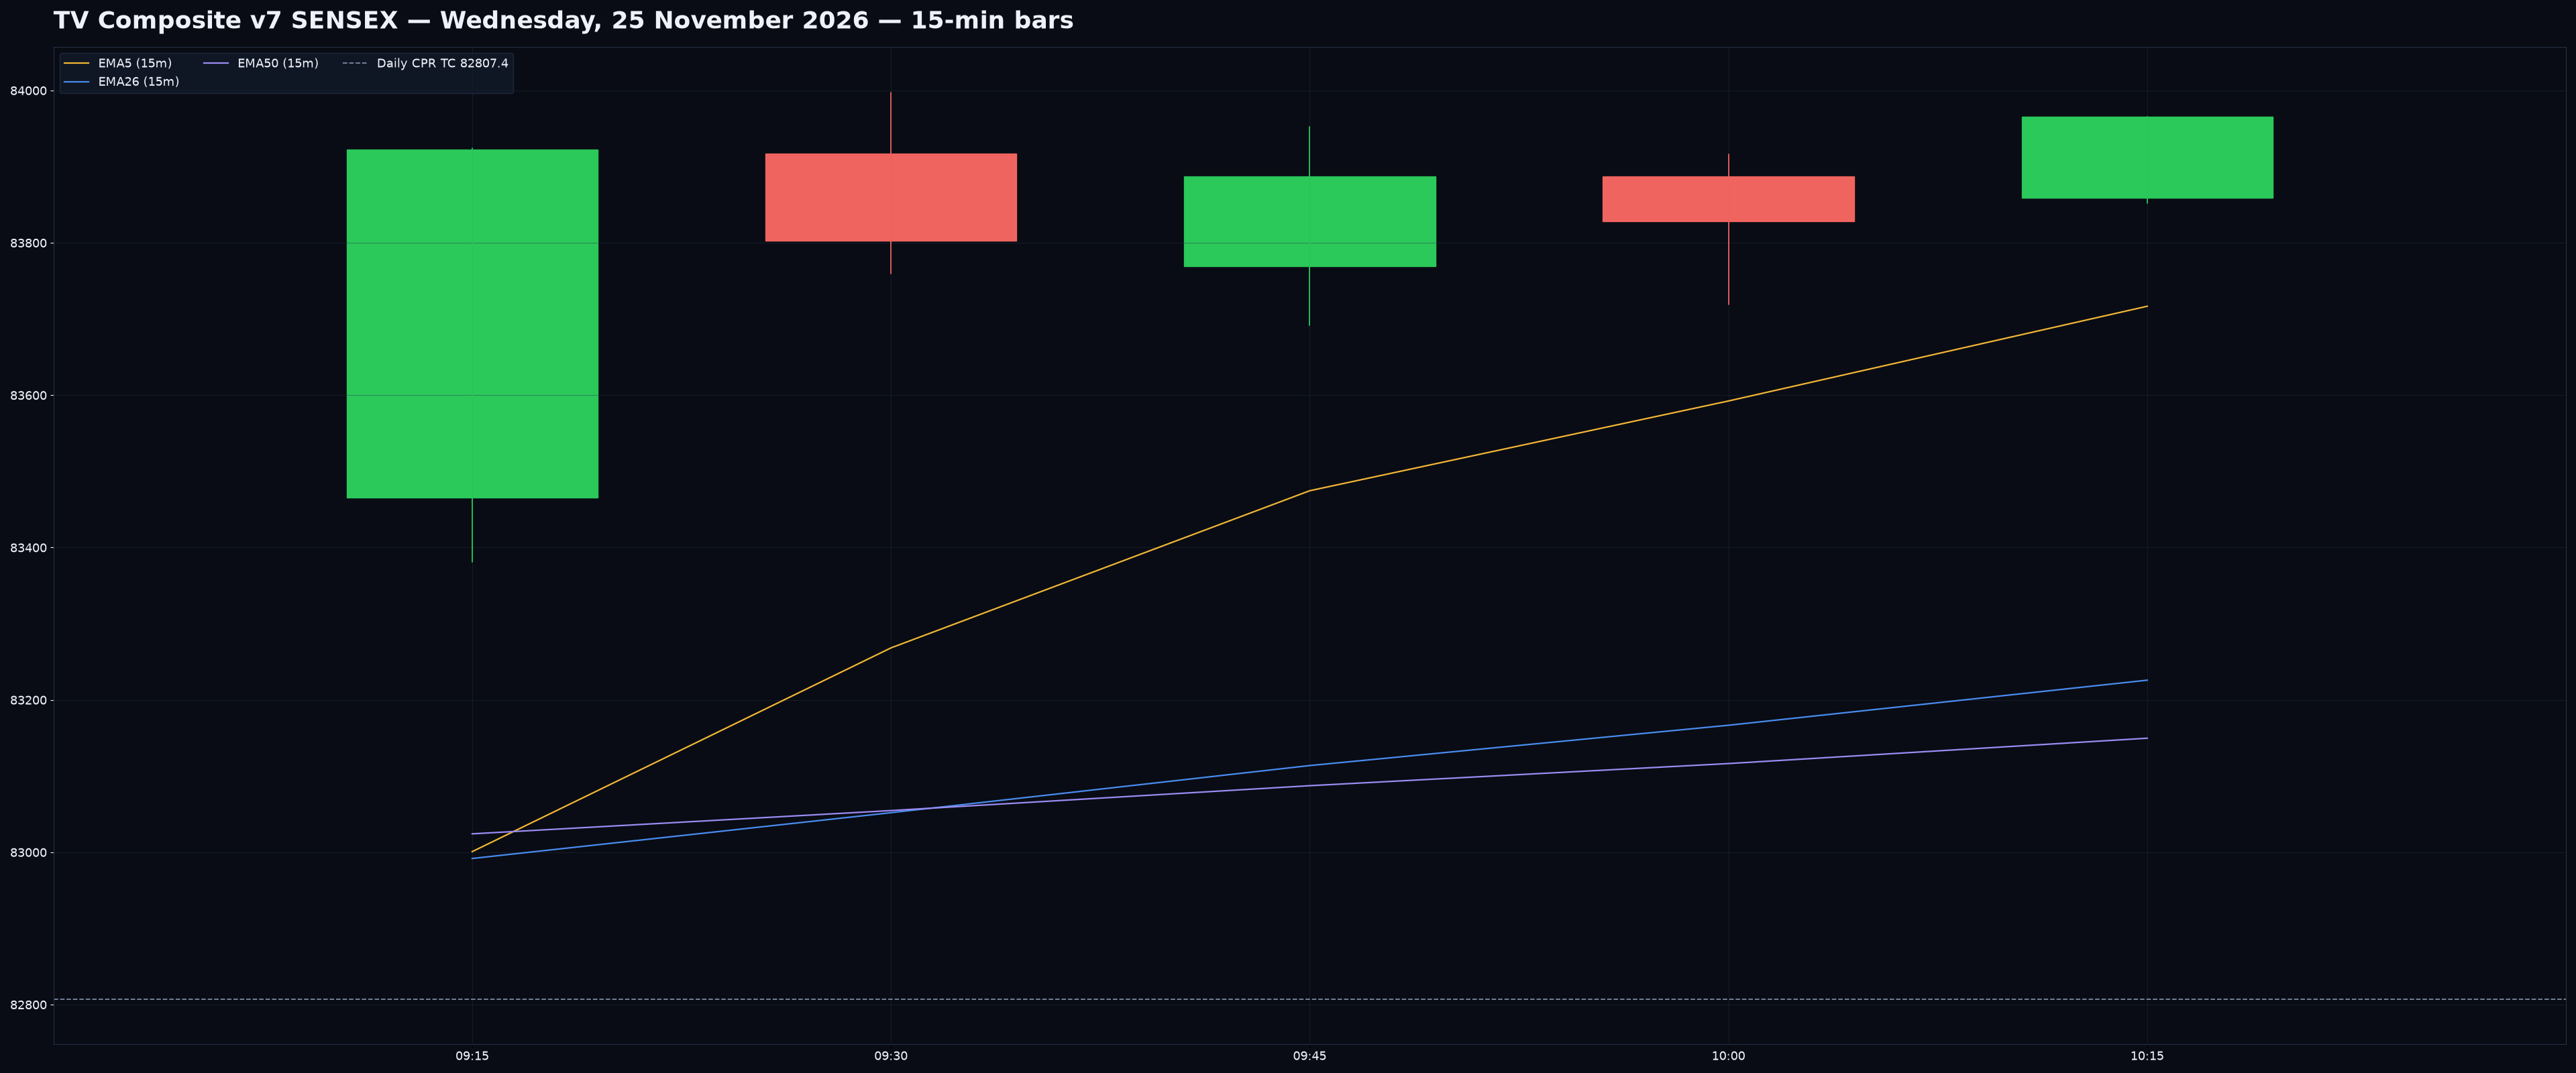 TV Composite v7 SENSEX — Wednesday, 25 November 2026 — 15-min bars
EMA5 (15m) EMA50 (15m) Daily CPR TC 82807.4
EMA26 (15m)
84000
83800
83600
83400
83200
83000
82800
09:15 09:30 09:45 10:00 10:15